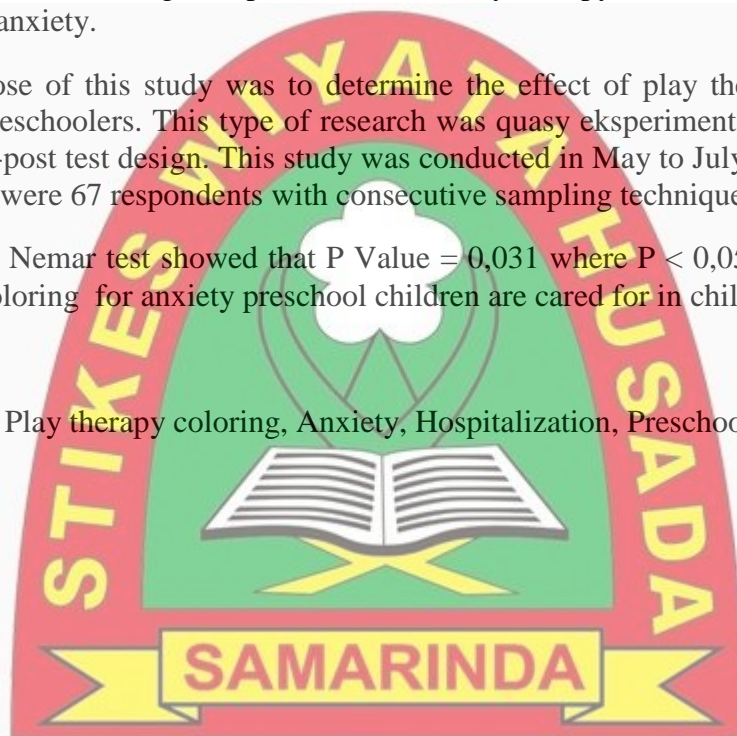 anxiety.
ose of this study was to determine the effect of play the
eschoolers. This type of research was quasy eksperiment
-post test design. This study was conducted in May to July
were 67 respondents with consecutive sampling technique
Nemar test showed that P Value = 0,031 where P < 0,05
oloring for anxiety preschool children are cared for in chil
Play therapy coloring, Anxiety, Hospitalization, Preschoo
STIKES WIYATA HUSADA
SAMARINDA